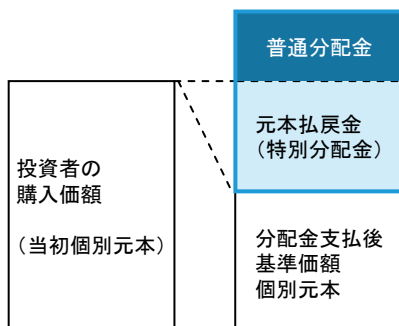 普通分配金
元本払戻金
（特別分配金）
投資者の
購入価額
（当初個別元本）
分配金支払後
基準価額
個別元本